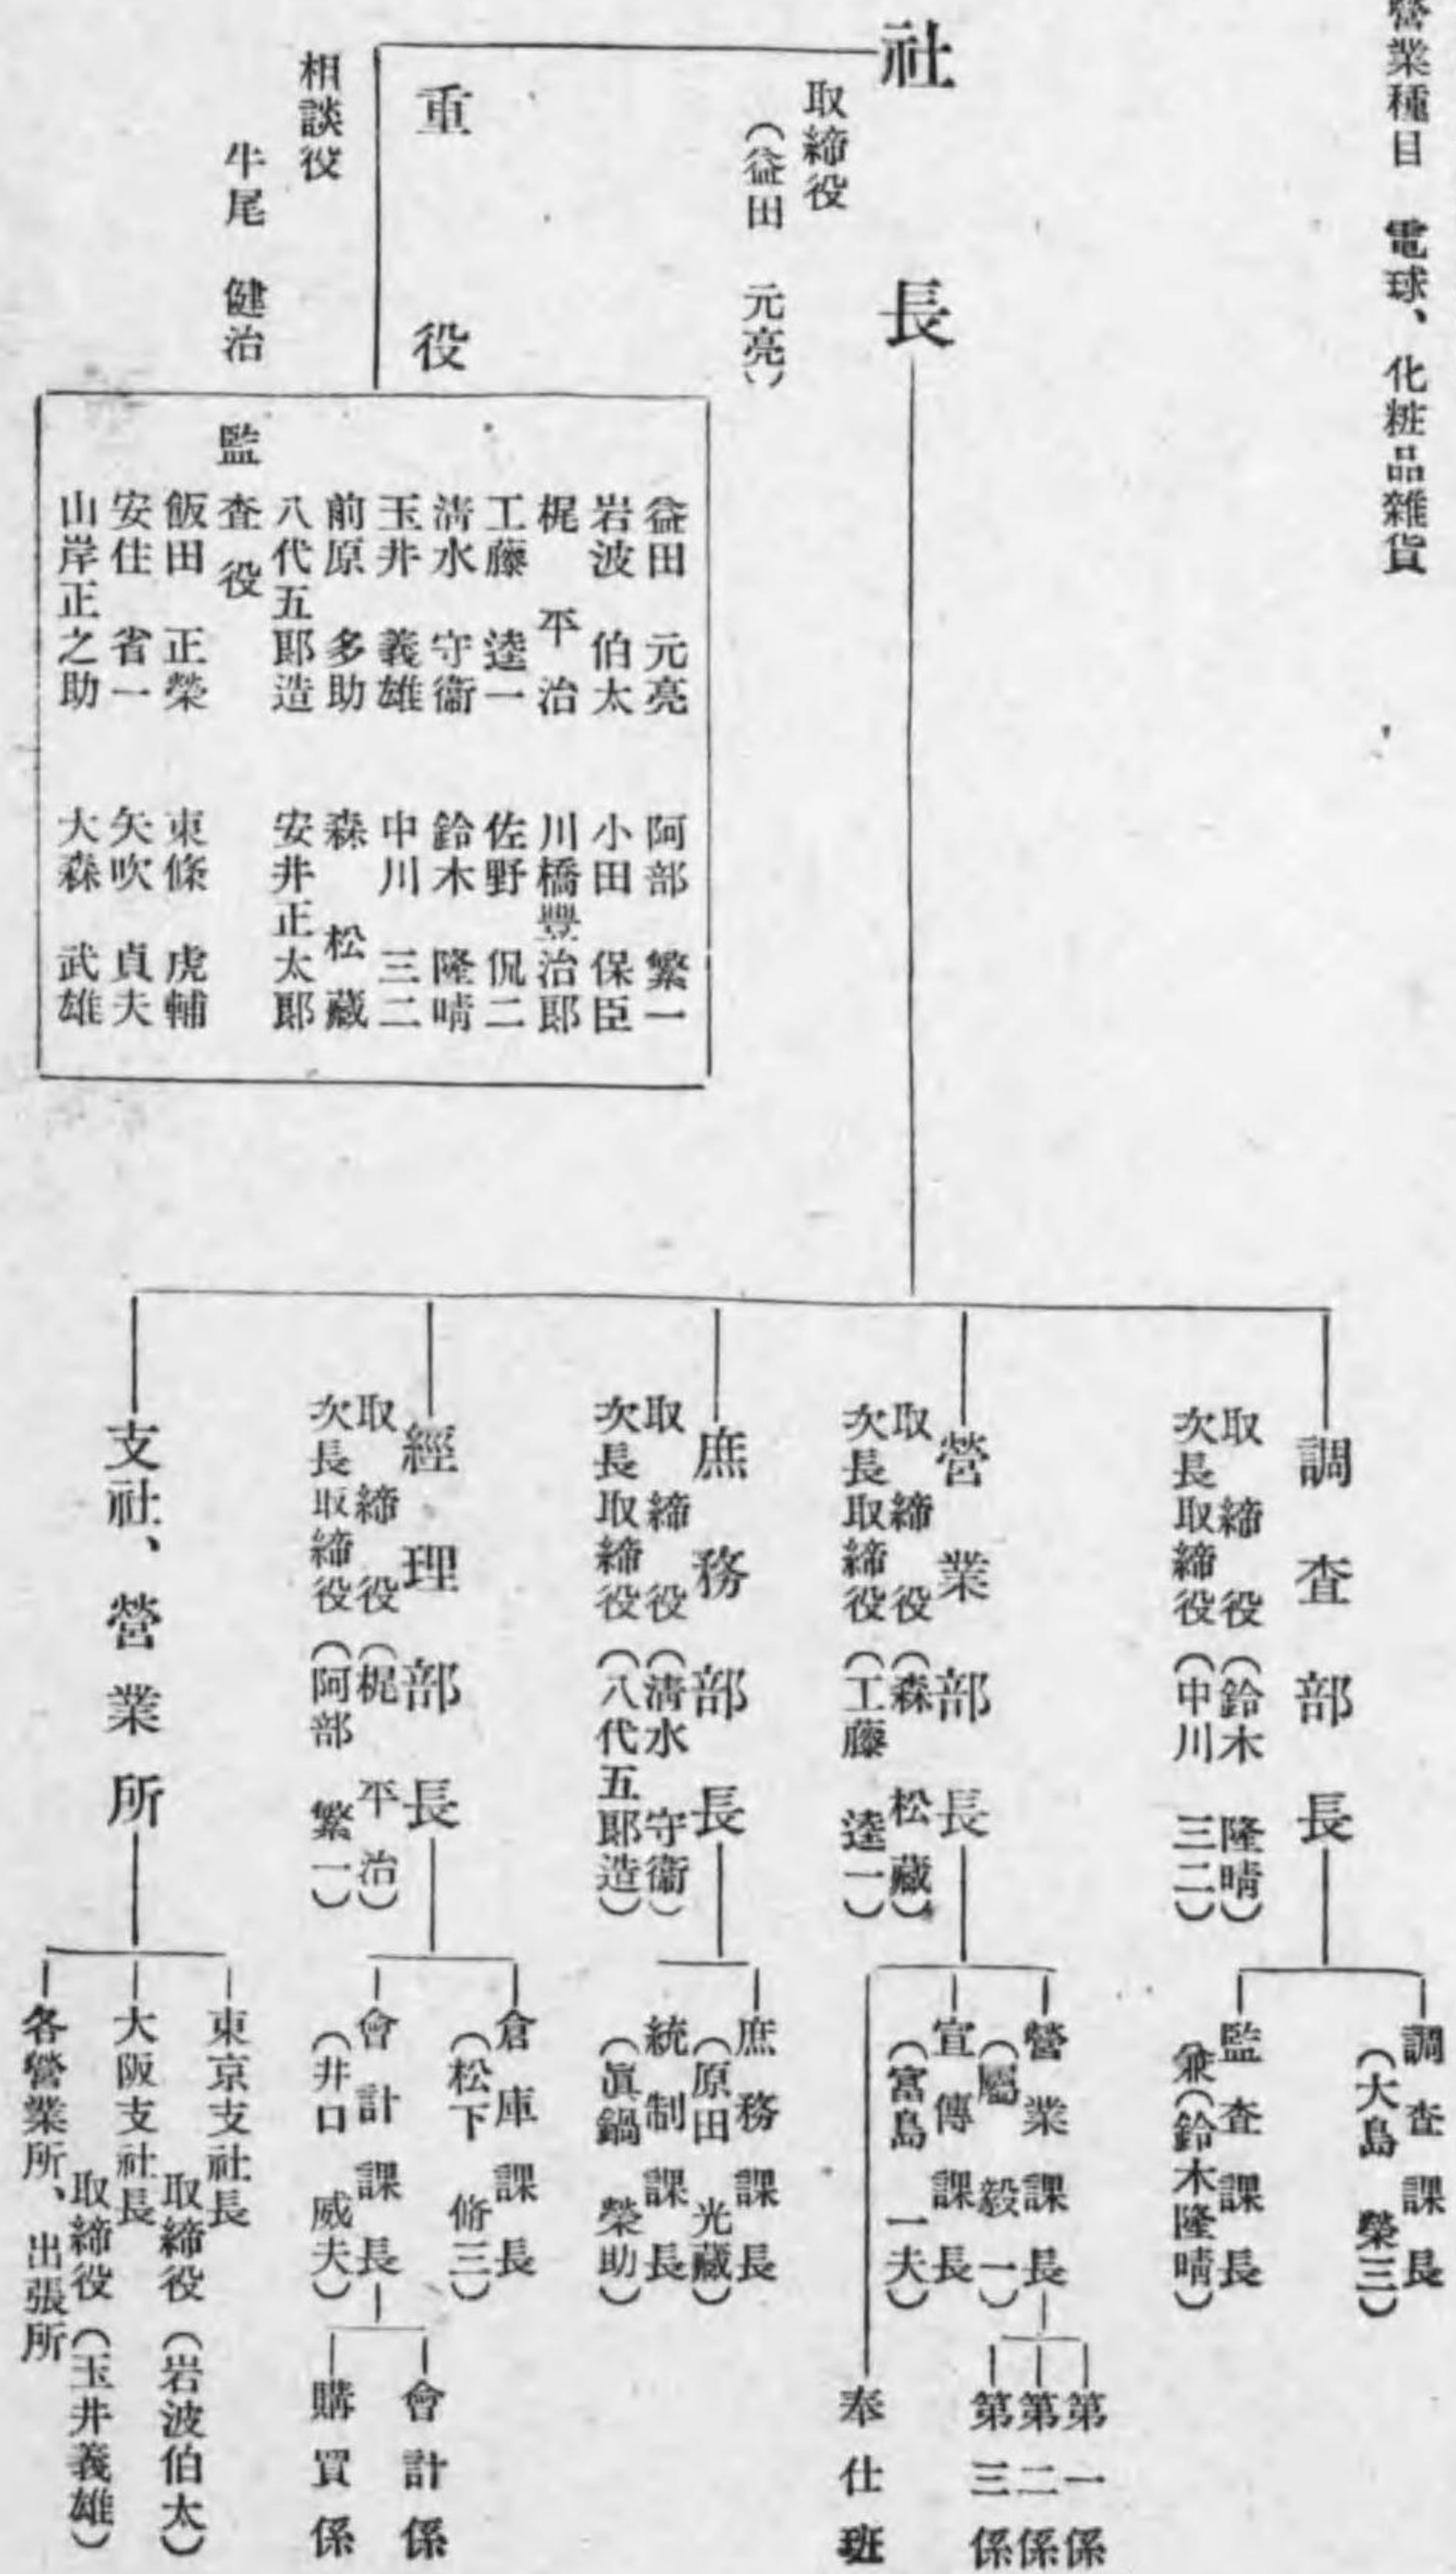 營業種目 電球、化粧品雜貨
社長
取締役
（益田 元亮）
重役
相談役
牛尾 健治
益田 元亮 阿部 繁一
岩波 伯太 小田 保臣
梶 平治 川橋豐治郎
工藤 逵一 佐野 侃二
淸水 守衞 鈴木 隆晴
玉井 義雄 中川 三二
前原 多助 森 松藏
八代五郎造 安井正太郎
監査役
飯田 正榮 東條 虎輔
安住 省一 矢吹 貞夫
山岸正之助 大森 武雄
調査部長
取締役（鈴木 隆晴）
次長取締役（中川 三二）
調査課長
（大島 榮三）
監査課長
兼（鈴木隆晴）
營業部長
取締役（森 松藏）
次長取締役（工藤 逵一）
營業課長
（屬 毅一）
第一係
第二係
第三係
宣傳課長
（富島 一夫）
奉仕班
庶務部長
取締役（淸水 守衞）
次長取締役（八代五郎造）
庶務課長
（原田 光藏）
統制課長
（眞鍋 榮助）
經理部長
取締役（梶 平治）
次長取締役（阿部 繁一）
倉庫課長
（松下 脩三）
會計課長
（井口 威夫）
會計係
購買係
支社、營業所
東京支社長
取締役（岩波伯太）
大阪支社長
取締役（玉井義雄）
各營業所、出張所